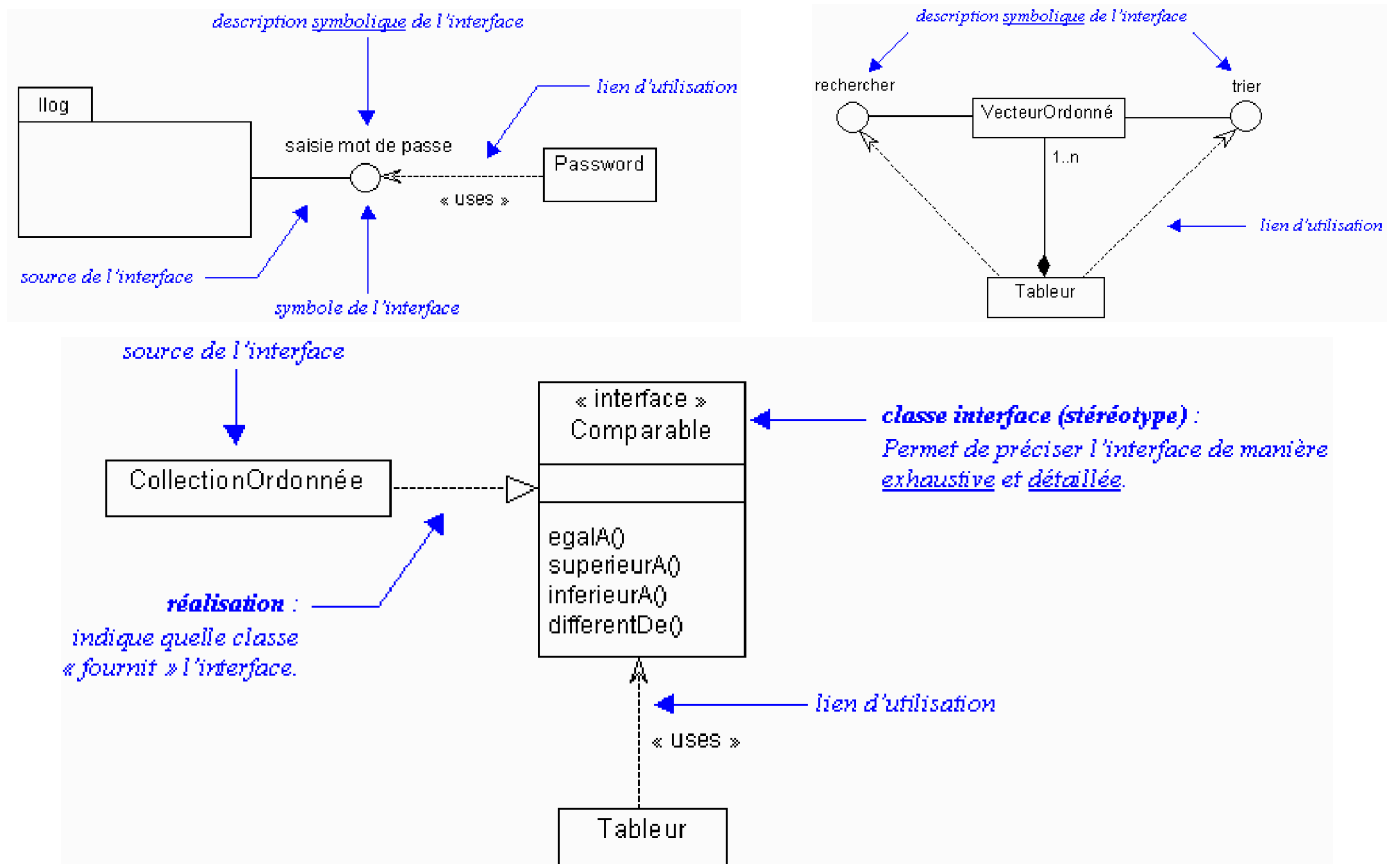 description symbolique de l'interface
lien d'utilisation
Ilog
saisie mot de passe
Password
« uses »
source de l'interface
symbole de l'interface
description symbolique de l'interface
rechercher
trier
VecteurOrdonné
1..n
lien d'utilisation
Tableur
source de l'interface
« interface »
Comparable
classe interface (stéréotype) :
Permet de préciser l'interface de manière
exhaustive et détaillée.
CollectionOrdonnée
egalA()
superieurA()
inferieurA()
differentDe()
réalisation :
indique quelle classe
« fournit » l'interface.
lien d'utilisation
« uses »
Tableur